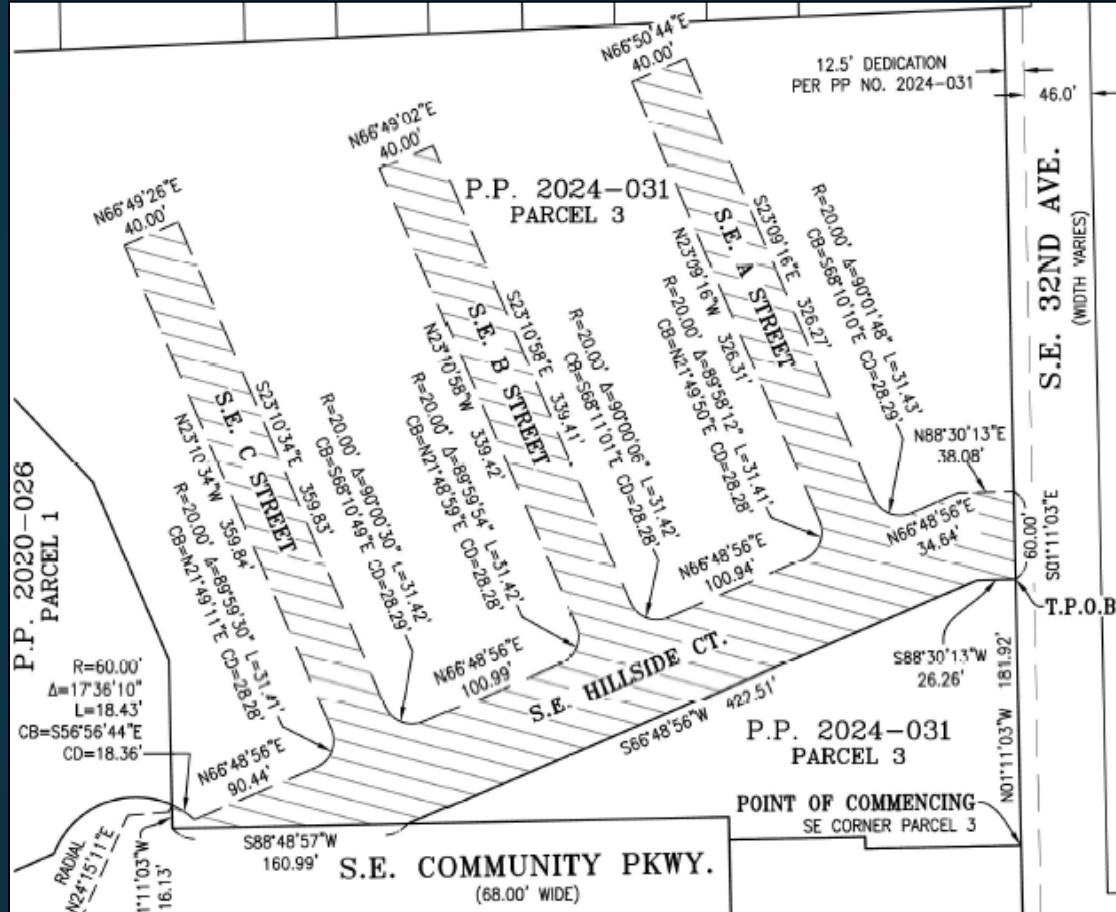 N66°50'44"E
40.00'
12.5' DEDICATION
PER PP NO. 2024-031
46.0'
N66°49'02"E
40.00'
N66°49'26"E
40.00'
P.P. 2024-031
PARCEL 3
S.E. 32ND AVE.
(WIDTH VARIES)
S.E. A STREET
S23°09'16"E 326.27'
N23°09'16"W 326.31'
R=20.00' Δ=90°01'48" L=31.43'
CB=S68°10'10"E CD=28.29'
R=20.00' Δ=89°58'12" L=31.41'
CB=N21°49'50"E CD=28.28'
S.E. B STREET
S23°10'58"E 339.41'
N23°10'58"W 339.42'
R=20.00' Δ=90°00'06" L=31.42'
CB=S68°11'01"E CD=28.28'
R=20.00' Δ=89°59'54" L=31.42'
CB=N21°48'59"E CD=28.28'
S.E. C STREET
S23°10'34"E 359.83'
N23°10'34"W 359.84'
R=20.00' Δ=90°00'30" L=31.42'
CB=S68°10'49"E CD=28.29'
R=20.00' Δ=89°59'30" L=31.41'
CB=N21°49'11"E CD=28.28'
N88°30'13"E
38.08'
N66°48'56"E
34.64'
S01°11'03"E
60.00'
T.P.O.B
N66°48'56"E
100.94'
N66°48'56"E
100.99'
N66°48'56"E
90.44'
S.E. HILLSIDE CT.
S66°48'56"W 422.51'
S88°30'13"W
26.26'
N01°11'03"W 181.92'
P.P. 2020-026
PARCEL 1
R=60.00'
Δ=17°36'10"
L=18.43'
CB=S56°56'44"E
CD=18.36'
P.P. 2024-031
PARCEL 3
POINT OF COMMENCING
SE CORNER PARCEL 3
S88°48'57"W
160.99'
S.E. COMMUNITY PKWY.
(68.00' WIDE)
RADIAL
N24°15'11"E
1°11'03"W
16.13'